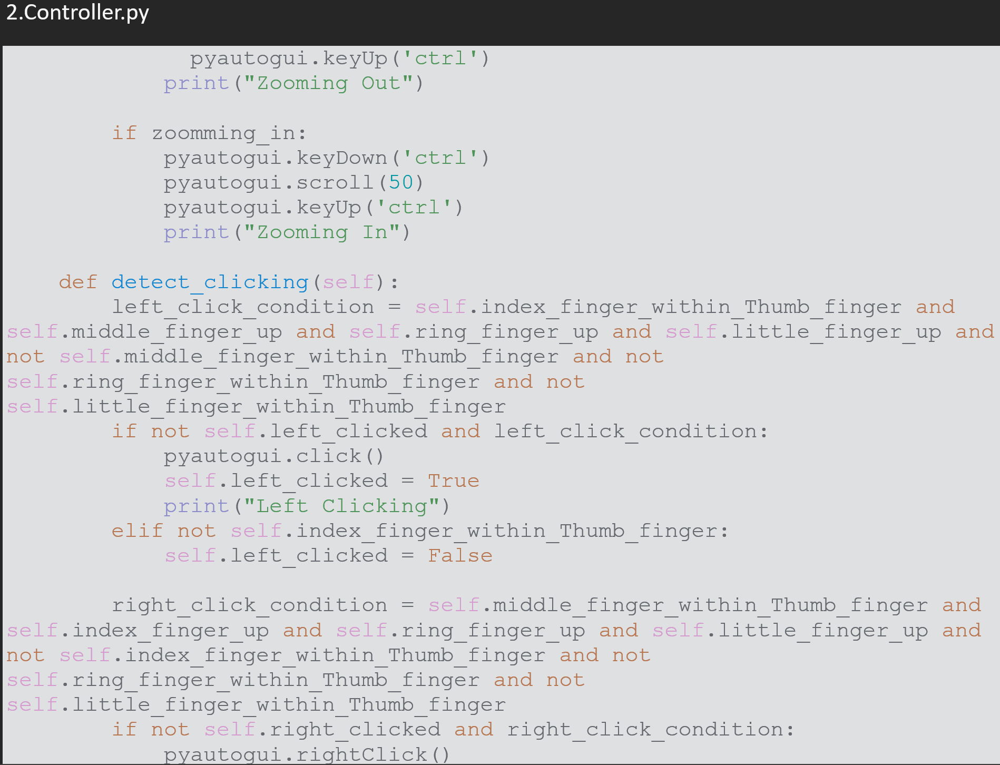 2.Controller.py
pyautogui.keyUp('ctrl')
print("Zooming Out")
if zoomming_in:
pyautogui.keyDown('ctrl')
pyautogui.scroll(50)
pyautogui.keyUp('ctrl')
print("Zooming In")
def detect_clicking(self):
left_click_condition = self.index_finger_within_Thumb_finger and
self.middle_finger_up and self.ring_finger_up and self.little_finger_up and
not self.middle_finger_within_Thumb_finger and not
self.ring_finger_within_Thumb_finger and not
self.little_finger_within_Thumb_finger
if not self.left_clicked and left_click_condition:
pyautogui.click()
self.left_clicked = True
print("Left Clicking")
elif not self.index_finger_within_Thumb_finger:
self.left_clicked = False
right_click_condition = self.middle_finger_within_Thumb_finger and
self.index_finger_up and self.ring_finger_up and self.little_finger_up and
not self.index_finger_within_Thumb_finger and not
self.ring_finger_within_Thumb_finger and not
self.little_finger_within_Thumb_finger
if not self.right_clicked and right_click_condition:
pyautogui.rightClick()